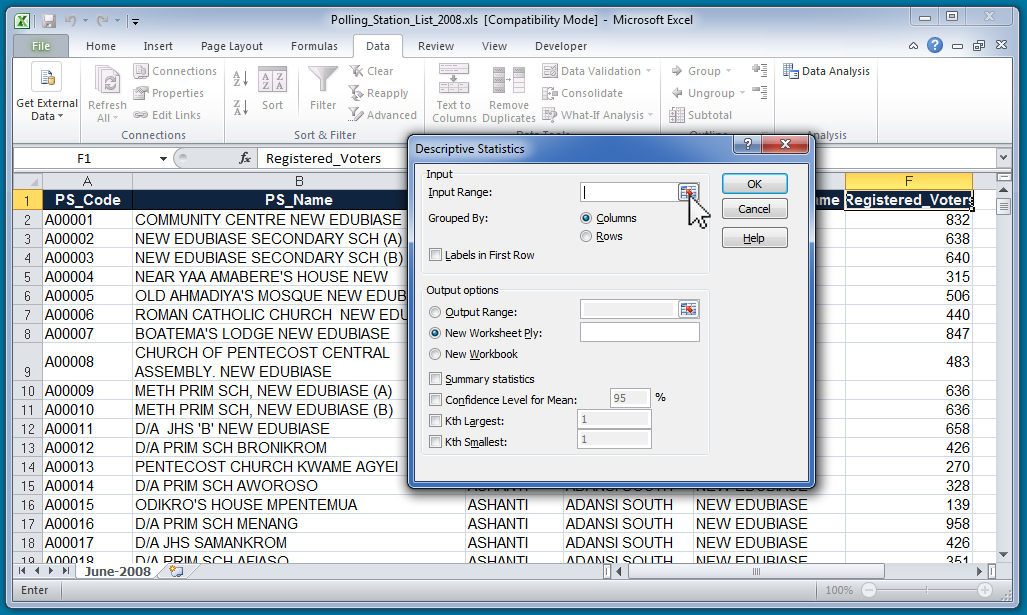 Polling_Station_List_2008.xls [Compatibility Mode] - Microsoft Excel
File Home Insert Page Layout Formulas Data Review View Developer
Get External Data
Refresh All
Connections
Properties
Edit Links
Connections
Sort
Filter
Clear
Reapply
Advanced
Sort & Filter
Text to Columns
Remove Duplicates
Data Validation
Consolidate
What-If Analysis
Data Tools
Group
Ungroup
Subtotal
Outline
Data Analysis
Analysis
F1 fx Registered_Voters
A B F
1 PS_Code PS_Name me Registered_Voters
2 A00001 COMMUNITY CENTRE NEW EDUBIASE 832
3 A00002 NEW EDUBIASE SECONDARY SCH (A) 638
4 A00003 NEW EDUBIASE SECONDARY SCH (B) 640
5 A00004 NEAR YAA AMABERE'S HOUSE NEW 315
6 A00005 OLD AHMADIYA'S MOSQUE NEW EDUB 506
7 A00006 ROMAN CATHOLIC CHURCH NEW EDU 440
8 A00007 BOATEMA'S LODGE NEW EDUBIASE 847
9 A00008 CHURCH OF PENTECOST CENTRAL 483
ASSEMBLY. NEW EDUBIASE
10 A00009 METH PRIM SCH, NEW EDUBIASE (A) 636
11 A00010 METH PRIM SCH, NEW EDUBIASE (B) 636
12 A00011 D/A JHS 'B' NEW EDUBIASE 658
13 A00012 D/A PRIM SCH BRONIKROM 426
14 A00013 PENTECOST CHURCH KWAME AGYEI 270
15 A00014 D/A PRIM SCH AWOROSO 328
16 A00015 ODIKRO'S HOUSE MPENTEMUA ASHANTI ADANSI SOUTH NEW EDUBIASE 139
17 A00016 D/A PRIM SCH MENANG ASHANTI ADANSI SOUTH NEW EDUBIASE 958
18 A00017 D/A JHS SAMANKROM ASHANTI ADANSI SOUTH NEW EDUBIASE 426
19 A00018 D/A PRIM SCH AFIASO ASHANTI ADANSI SOUTH NEW EDUBIASE 351
Descriptive Statistics
Input
Input Range:
Grouped By: Columns
Rows
Labels in First Row
OK
Cancel
Help
Output options
Output Range:
New Worksheet Ply:
New Workbook
Summary statistics
Confidence Level for Mean: 95 %
Kth Largest: 1
Kth Smallest: 1
June-2008
Enter 100%